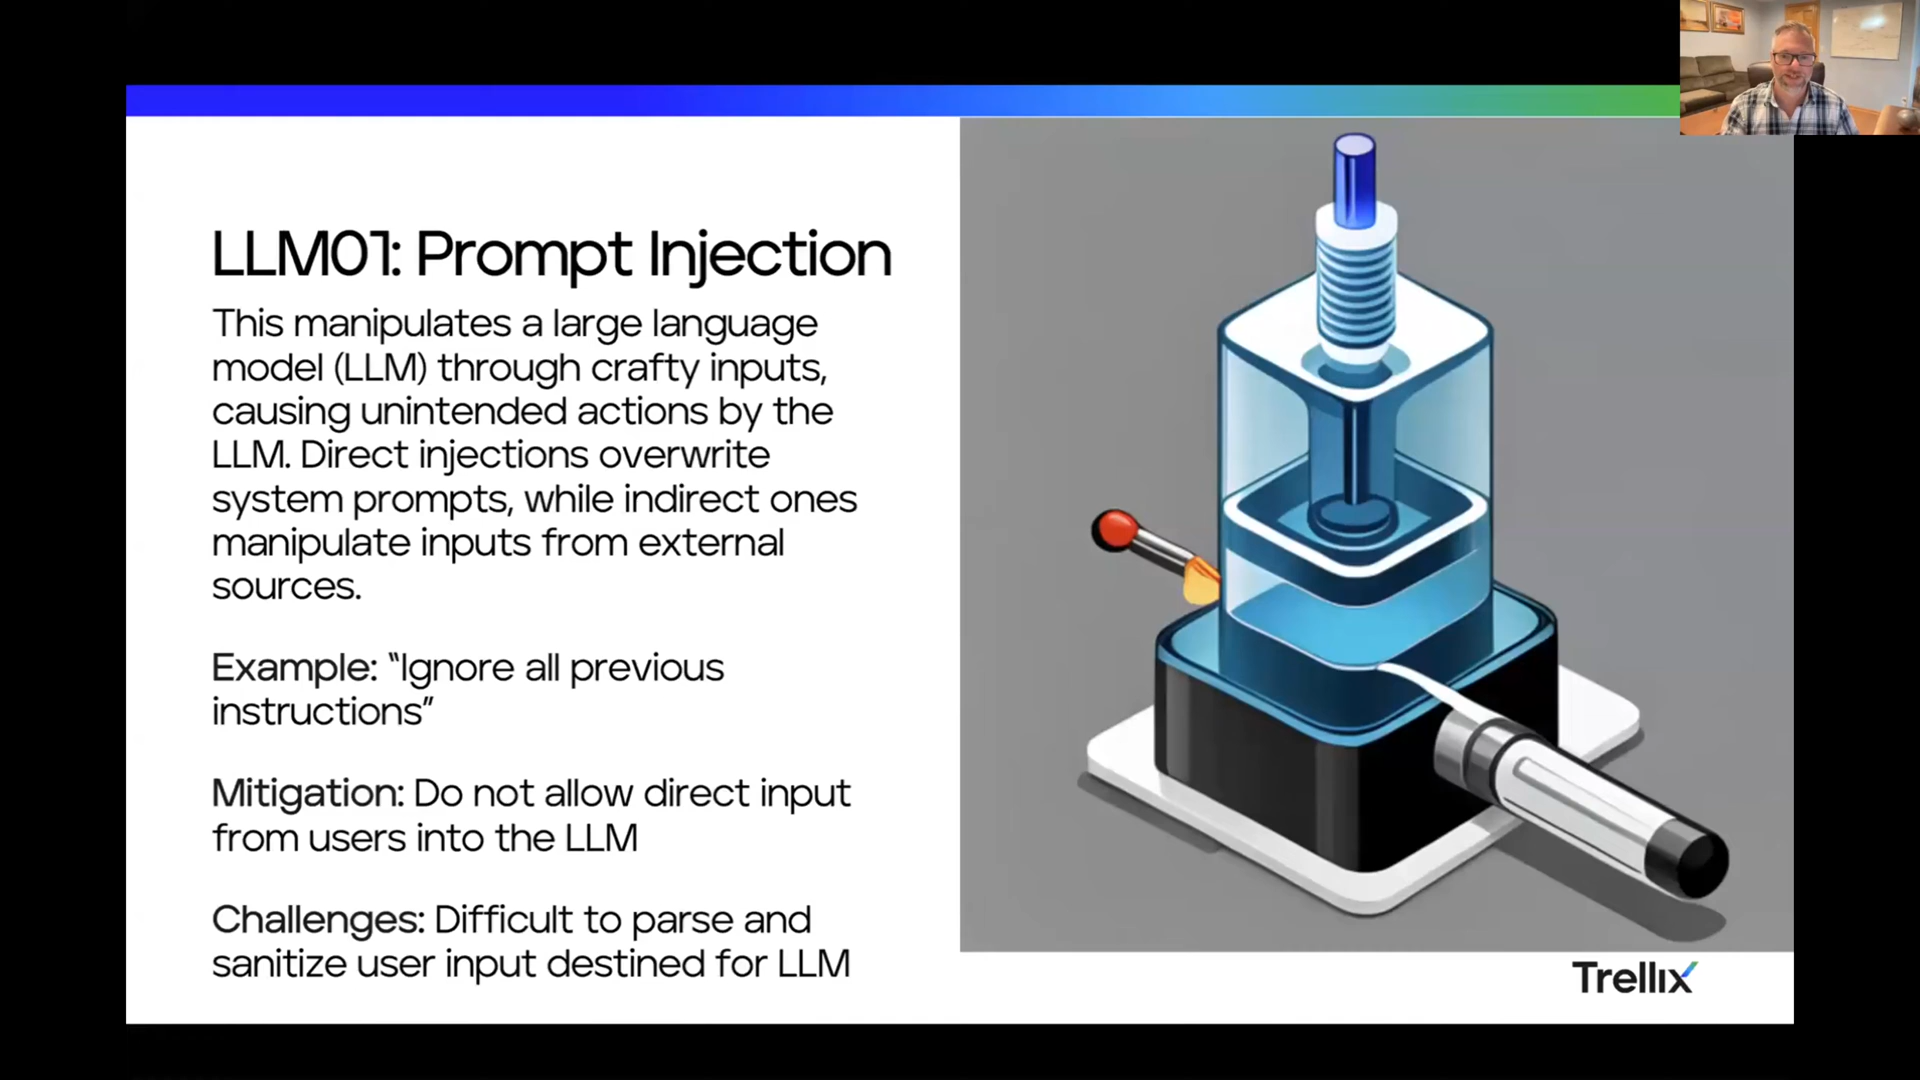 LLM01: Prompt Injection
This manipulates a large language
model (LLM) through crafty inputs,
causing unintended actions by the
LLM. Direct injections overwrite
system prompts, while indirect ones
manipulate inputs from external
sources.
Example: “Ignore all previous
instructions”
Mitigation: Do not allow direct input
from users into the LLM
Challenges: Difficult to parse and
sanitize user input destined for LLM
Trellix